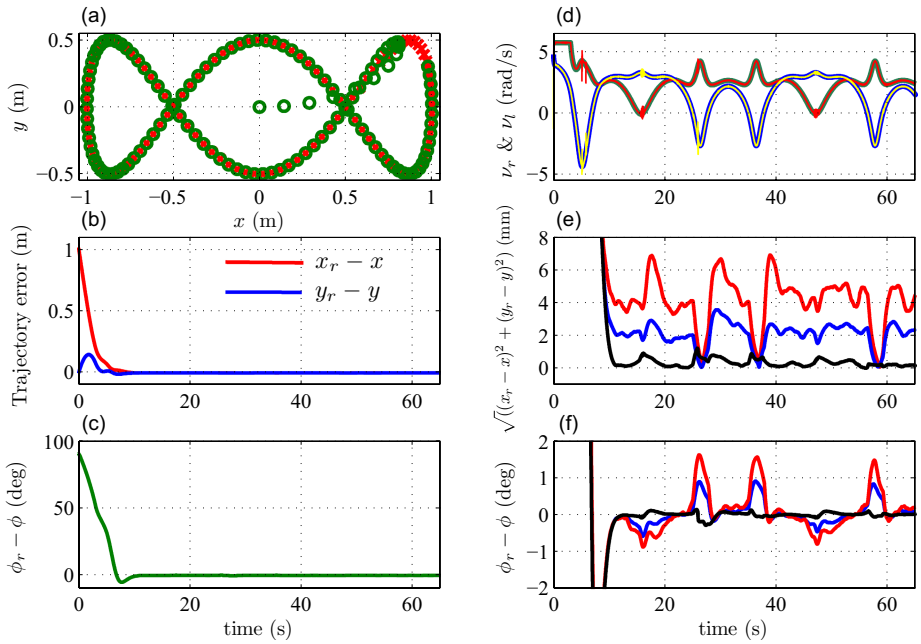 (a)
0.5
0
−0.5
y (m)
−1
−0.5
0
0.5
1
x (m)
(b)
1
0.5
0
Trajectory error (m)
x_r − x
y_r − y
0
20
40
60
(c)
100
50
0
ϕ_r − ϕ (deg)
0
20
40
60
time (s)
(d)
5
0
−5
ν_r & ν_l (rad/s)
0
20
40
60
(e)
8
6
4
2
0
√((x_r − x)² + (y_r − y)²) (mm)
0
20
40
60
(f)
2
1
0
−1
−2
ϕ_r − ϕ (deg)
0
20
40
60
time (s)